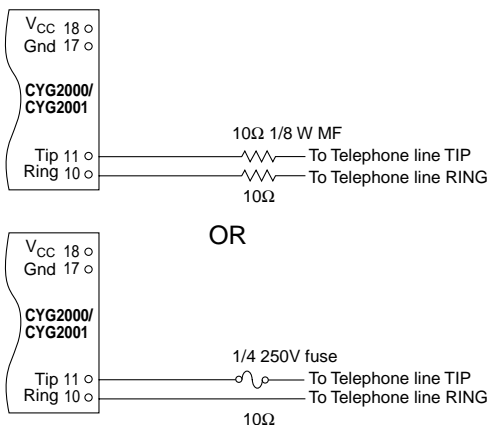 VCC 18
Gnd 17
CYG2000/
CYG2001
10Ω 1/8 W MF
Tip 11
To Telephone line TIP
Ring 10
To Telephone line RING
10Ω
OR
VCC 18
Gnd 17
CYG2000/
CYG2001
1/4 250V fuse
Tip 11
To Telephone line TIP
Ring 10
To Telephone line RING
10Ω